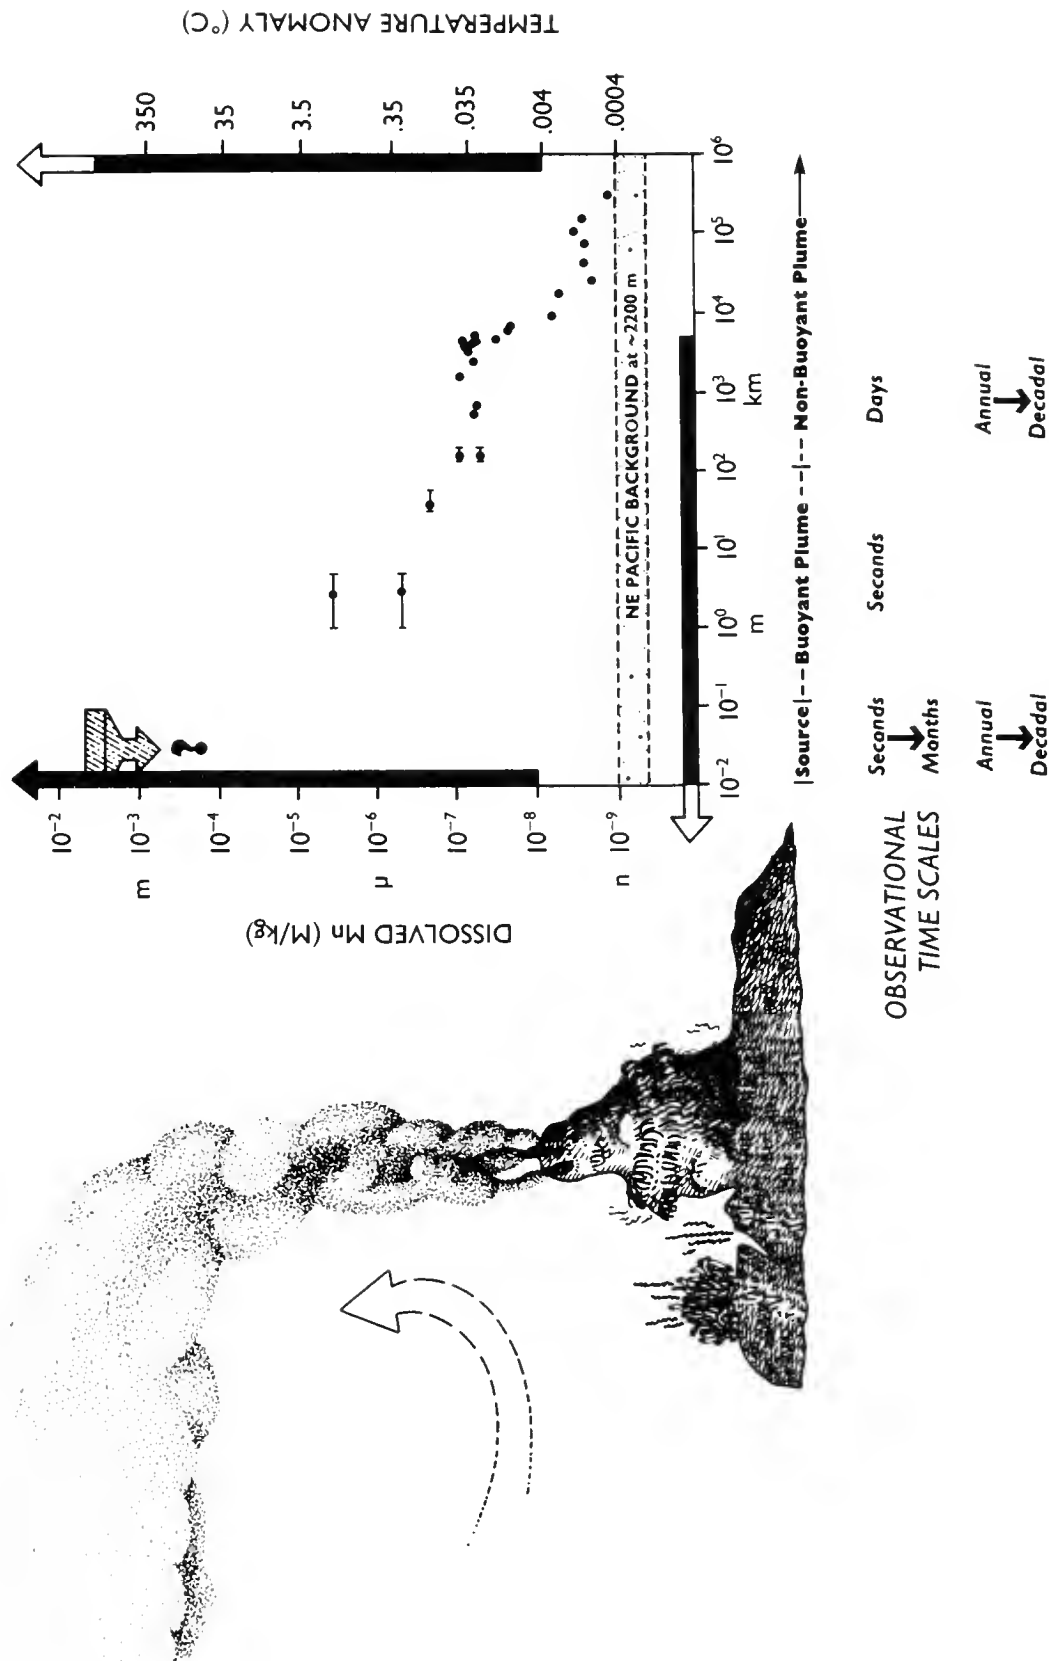 TEMPERATURE ANOMALY (°C)
350
35
3.5
.35
.035
.004
.0004
DISSOLVED Mn (M/kg)
10⁻²
10⁻³
10⁻⁵
10⁻⁶
10⁻⁷
10⁻⁸
10⁻⁹
m
μ
n
NE PACIFIC BACKGROUND at ~2200 m
10⁻² 10⁻¹ 10⁰ 10¹ 10² 10³ 10⁴ 10⁵ 10⁶
m km
|Source|--Buoyant Plume--|--Non-Buoyant Plume
OBSERVATIONAL
TIME SCALES
Seconds
Months
Seconds
Days
Annual
Decadal
Annual
Decadal
10⁻⁴